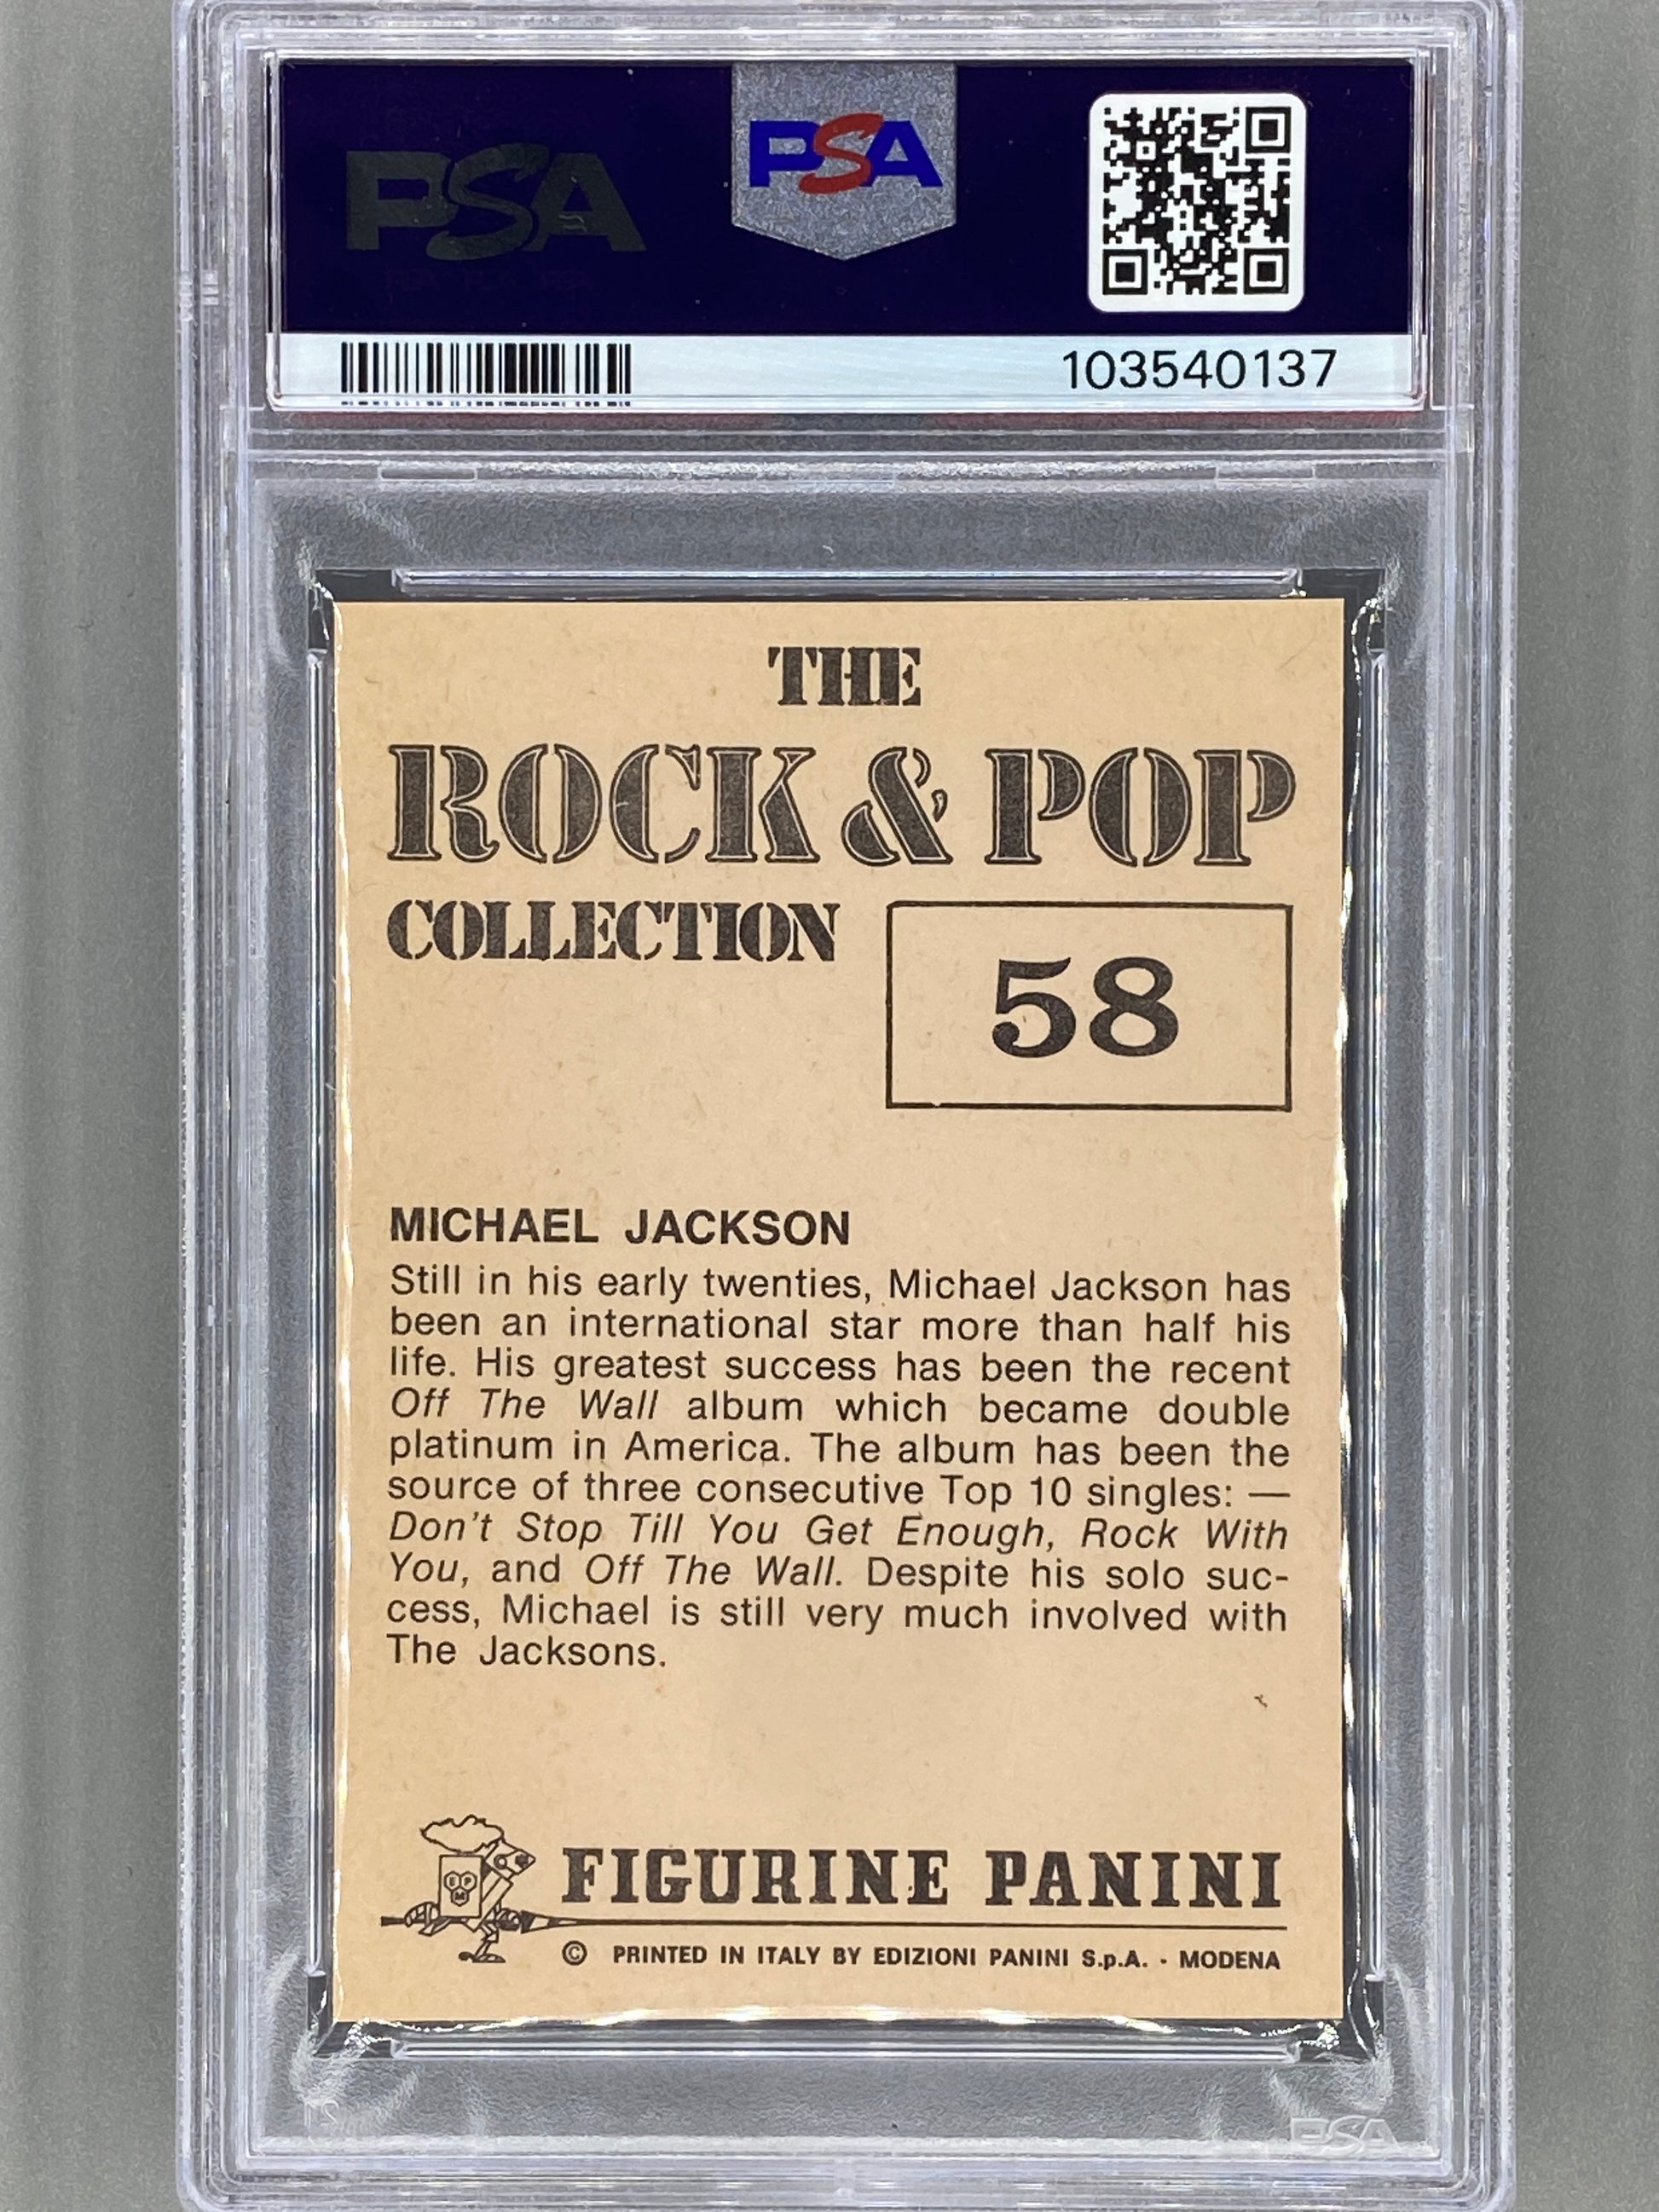 PSA
PSA
103540137
THE
ROCK & POP
COLLECTION
58
MICHAEL JACKSON
Still in his early twenties, Michael Jackson has
been an international star more than half his
life. His greatest success has been the recent
Off The Wall album which became double
platinum in America. The album has been the
source of three consecutive Top 10 singles: —
Don't Stop Till You Get Enough, Rock With
You, and Off The Wall. Despite his solo suc-
cess, Michael is still very much involved with
The Jacksons.
FIGURINE PANINI
© PRINTED IN ITALY BY EDIZIONI PANINI S.p.A. - MODENA
PSA